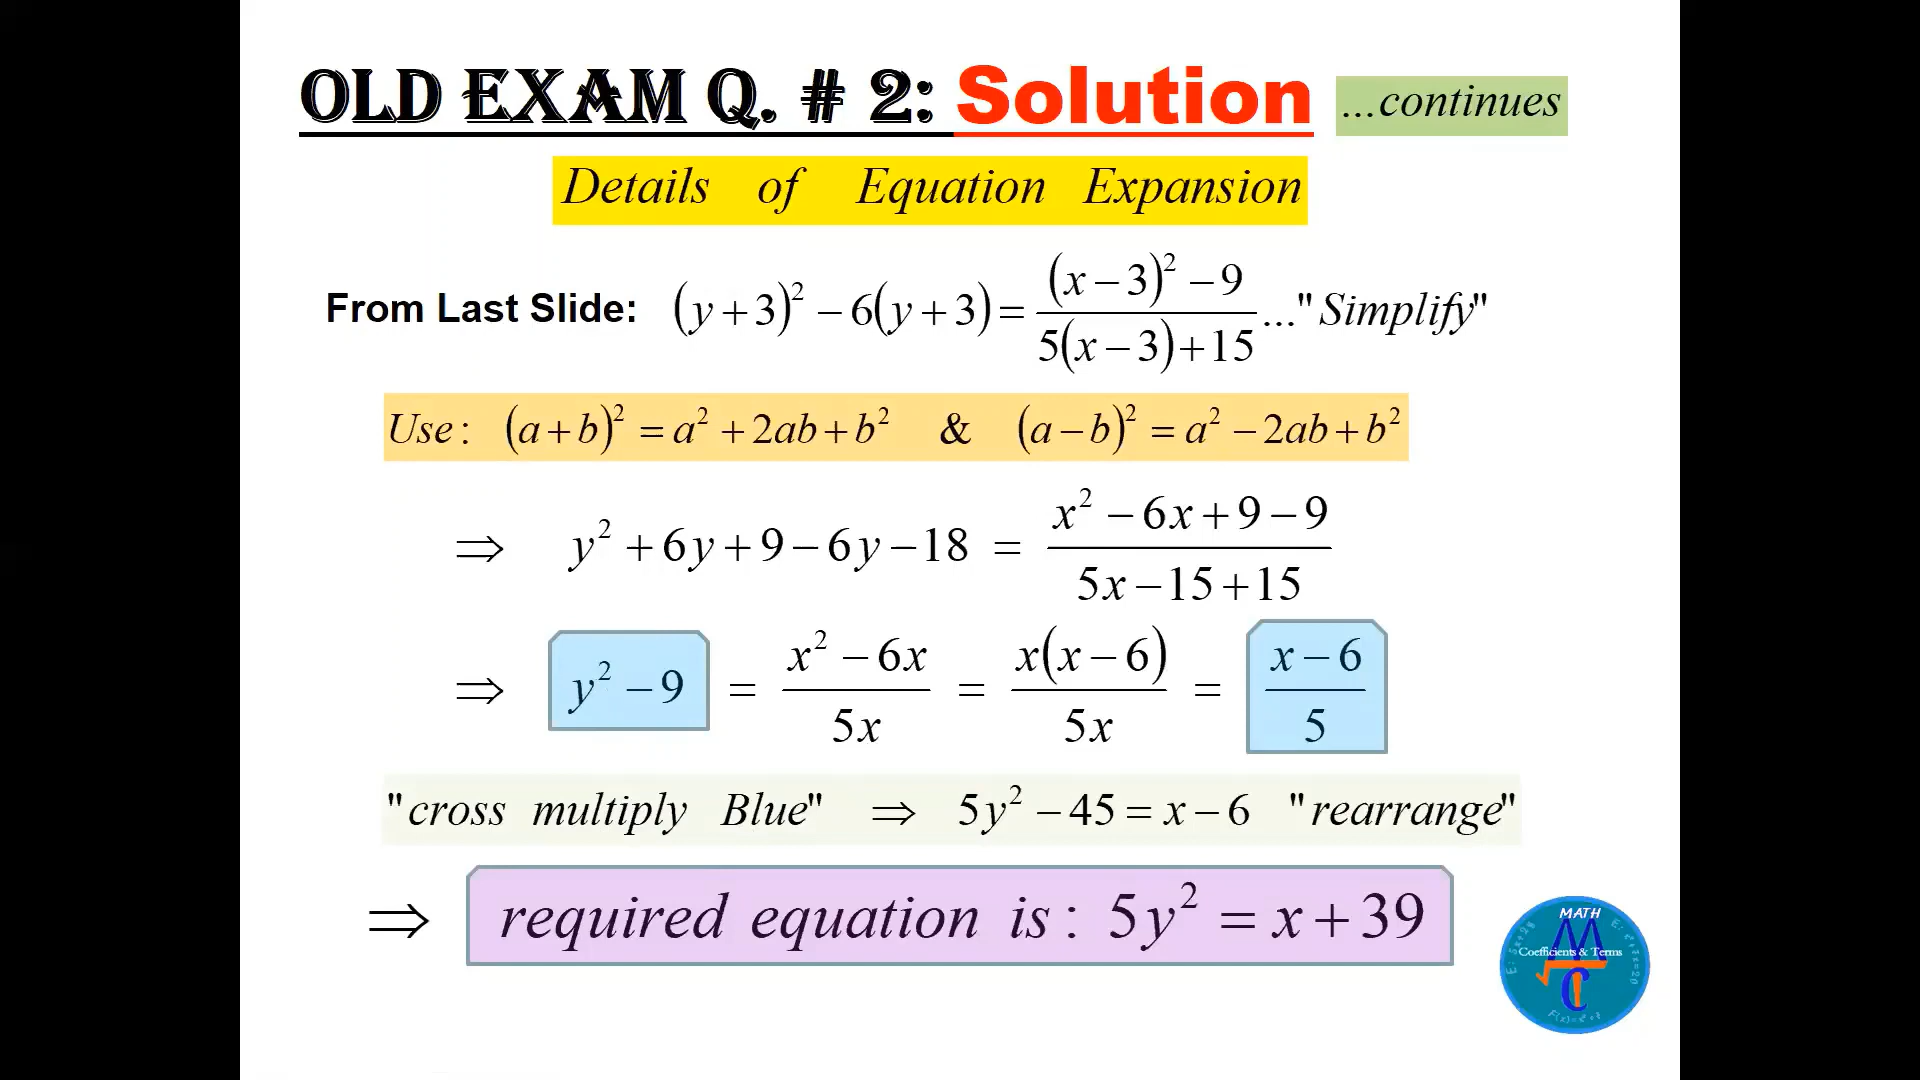 OLD EXAM Q. # 2: Solution ...continues
Details of Equation Expansion
From Last Slide: (y+3)² − 6(y+3) = ((x−3)² − 9)/(5(x−3)+15) ..."Simplify"
Use: (a+b)² = a² + 2ab + b² & (a−b)² = a² − 2ab + b²
⇒ y² + 6y + 9 − 6y − 18 = (x² − 6x + 9 − 9)/(5x − 15 + 15)
⇒ y² − 9 = (x² − 6x)/(5x) = x(x − 6)/(5x) = (x − 6)/5
"cross multiply Blue" ⇒ 5y² − 45 = x − 6 "rearrange"
⇒ required equation is: 5y² = x + 39
MATH
Coefficients & Terms